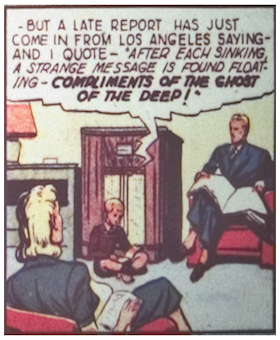 - BUT A LATE REPORT HAS JUST
COME IN FROM LOS ANGELES SAYING-
AND I QUOTE - "AFTER EACH SINKING
A STRANGE MESSAGE IS FOUND FLOAT-
ING - COMPLIMENTS OF THE GHOST
OF THE DEEP!"